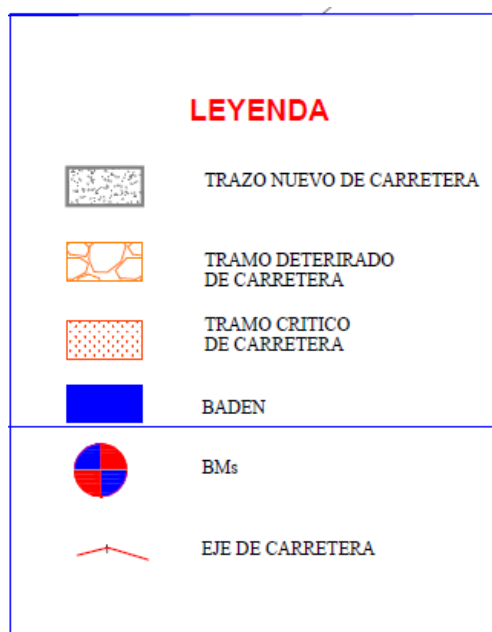 LEYENDA
TRAZO NUEVO DE CARRETERA
TRAMO DETERIRADO
DE CARRETERA
TRAMO CRITICO
DE CARRETERA
BADEN
BMs
EJE DE CARRETERA